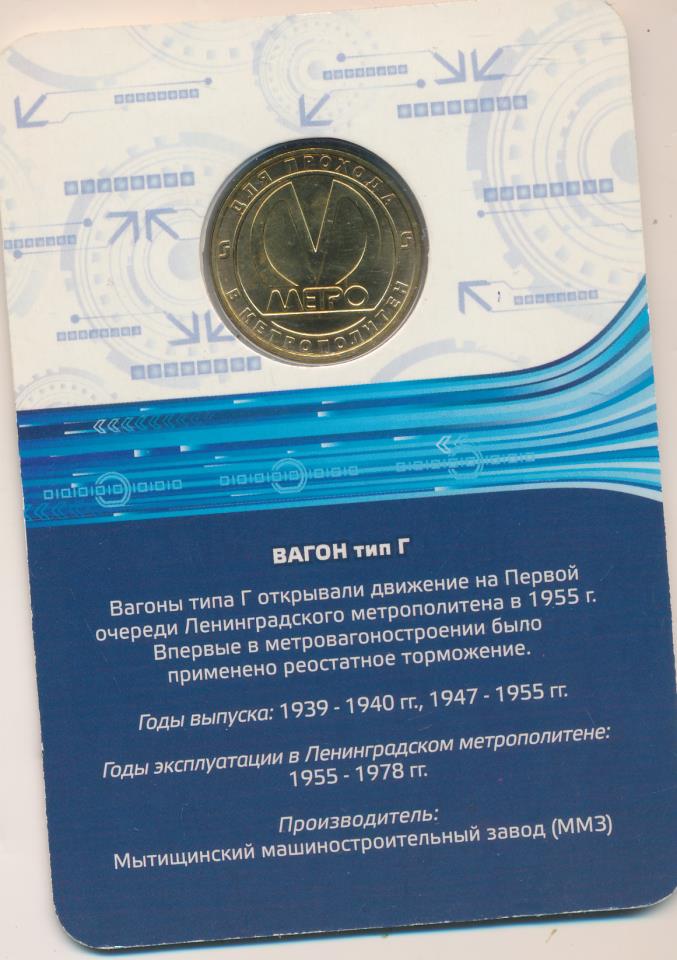 ДЛЯ ПРОХОДА
5 5
МЕТРО
В МЕТРОПОЛИТЕН
ВАГОН тип Г
Вагоны типа Г открывали движение на Первой
очереди Ленинградского метрополитена в 1955 г.
Впервые в метровагоностроении было
применено реостатное торможение.
Годы выпуска: 1939 - 1940 гг., 1947 - 1955 гг.
Годы эксплуатации в Ленинградском метрополитене:
1955 - 1978 гг.
Производитель:
Мытищинский машиностроительный завод (ММЗ)